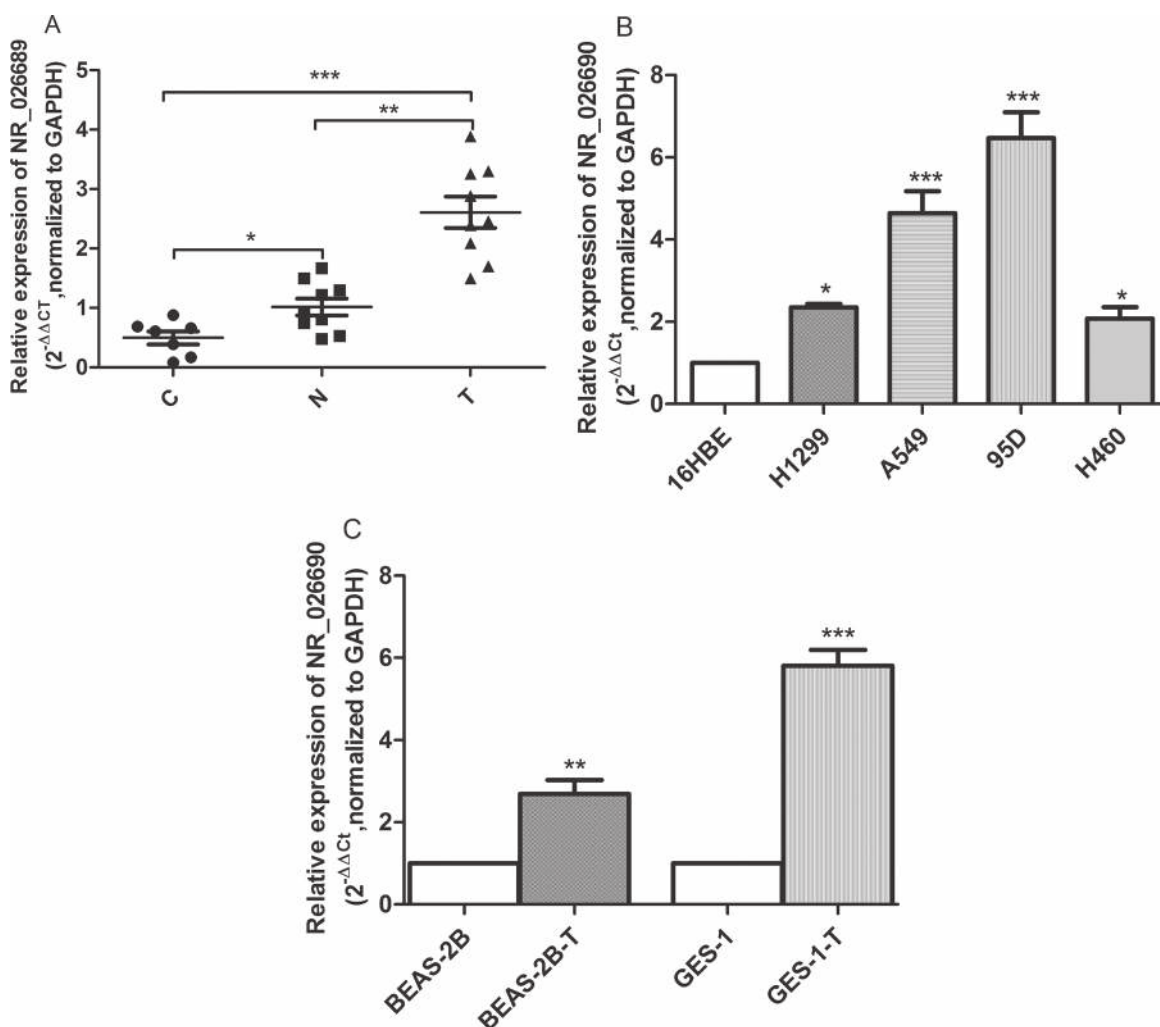 A
Relative expression of NR_026689
(2-ΔΔCT,normalized to GAPDH)
5
4
3
2
1
0
***
**
*
C
N
T
B
Relative expression of NR_026690
(2-ΔΔCt,normalized to GAPDH)
8
6
4
2
0
*
***
***
*
16HBE
H1299
A549
95D
H460
C
Relative expression of NR_026690
(2-ΔΔCt,normalized to GAPDH)
8
6
4
2
0
**
***
BEAS-2B
BEAS-2B-T
GES-1
GES-1-T